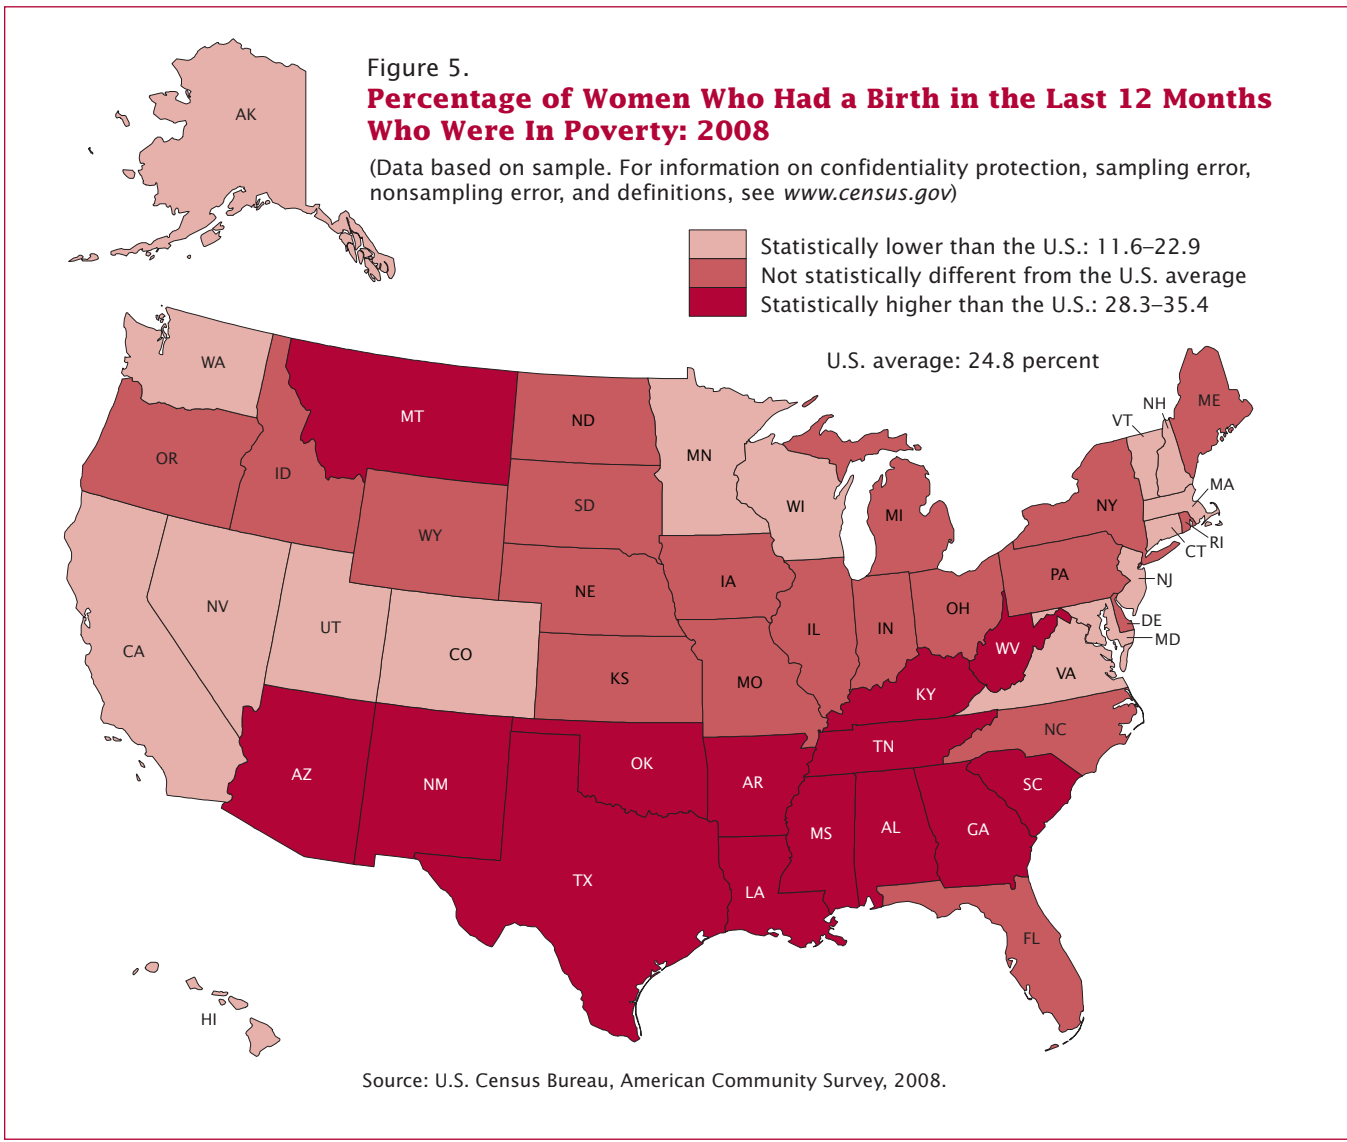 Figure 5.
Percentage of Women Who Had a Birth in the Last 12 Months
Who Were In Poverty: 2008
(Data based on sample. For information on confidentiality protection, sampling error,
nonsampling error, and definitions, see www.census.gov)
Statistically lower than the U.S.: 11.6–22.9
Not statistically different from the U.S. average
Statistically higher than the U.S.: 28.3–35.4
U.S. average: 24.8 percent
AK
WA
MT
ND
MN
VT
NH
ME
OR
ID
WY
SD
WI
MI
NY
MA
RI
CT
NJ
DE
MD
NE
IA
PA
NV
UT
CO
CA
KS
MO
IL
IN
OH
WV
VA
KY
NC
TN
AZ
NM
OK
AR
SC
MS
AL
GA
TX
LA
FL
HI
Source: U.S. Census Bureau, American Community Survey, 2008.